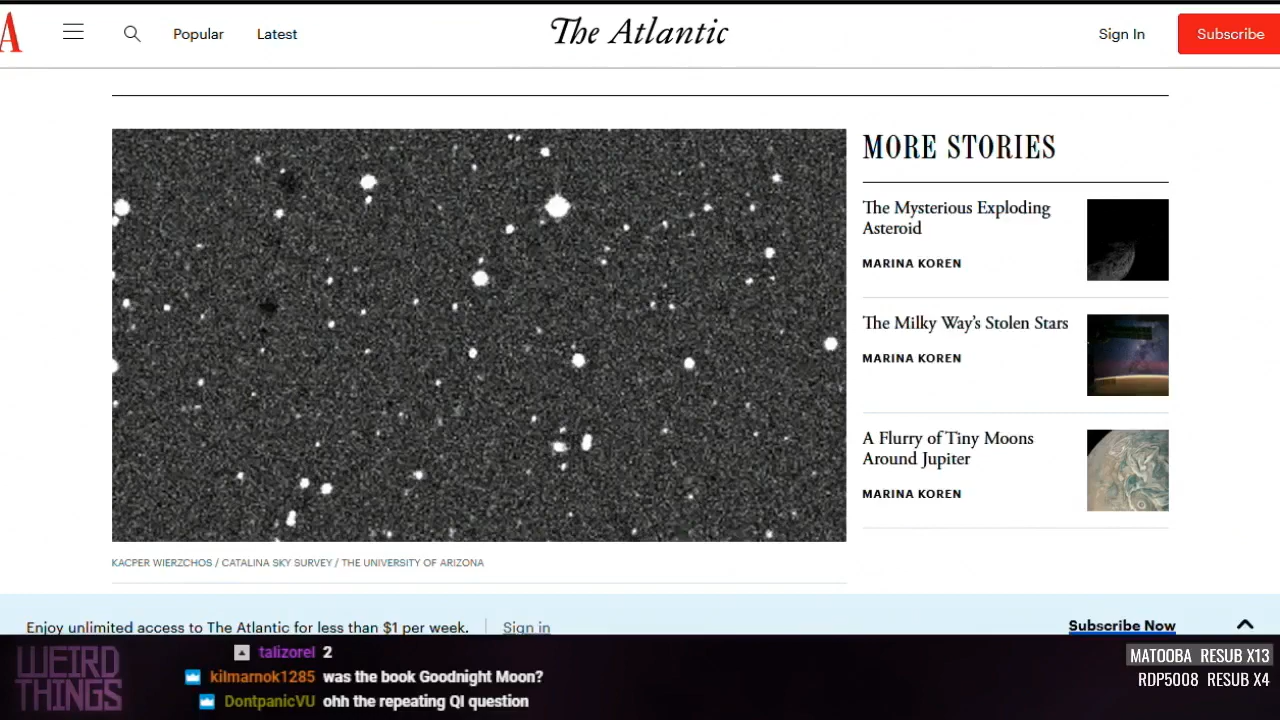 A
Popular
Latest
The Atlantic
Sign In
Subscribe
MORE STORIES
The Mysterious Exploding
Asteroid
MARINA KOREN
The Milky Way’s Stolen Stars
MARINA KOREN
A Flurry of Tiny Moons
Around Jupiter
MARINA KOREN
KACPER WIERZCHOS / CATALINA SKY SURVEY / THE UNIVERSITY OF ARIZONA
Enjoy unlimited access to The Atlantic for less than $1 per week.
Sign in
Subscribe Now
WEIRD
THINGS
talizorel 2
kilmarnok1285 was the book Goodnight Moon?
DontpanicVU ohh the repeating QI question
MATOOBA RESUB X13
RDP5008 RESUB X4